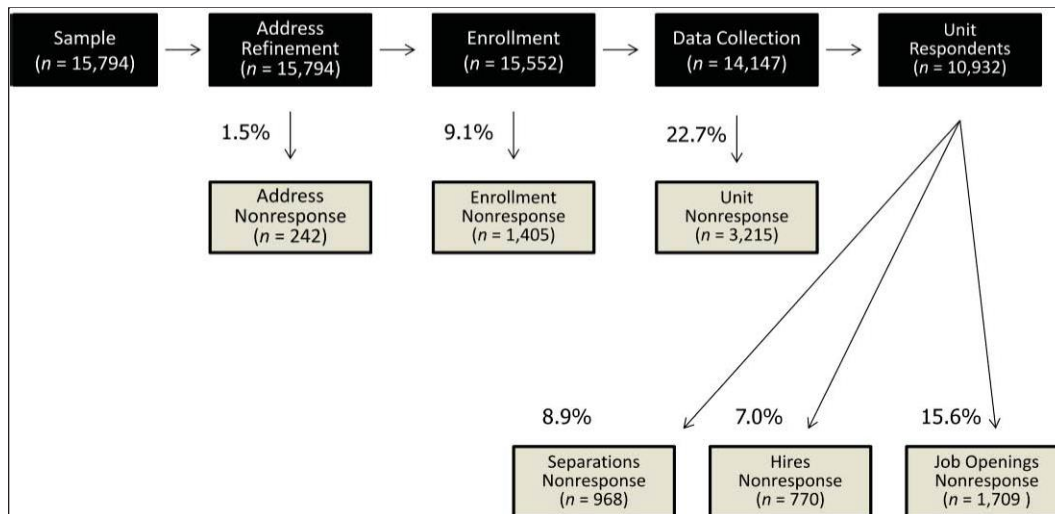 Sample
(n = 15,794)
Address
Refinement
(n = 15,794)
Enrollment
(n = 15,552)
Data Collection
(n = 14,147)
Unit
Respondents
(n = 10,932)
1.5%
9.1%
22.7%
Address
Nonresponse
(n = 242)
Enrollment
Nonresponse
(n = 1,405)
Unit
Nonresponse
(n = 3,215)
8.9%
7.0%
15.6%
Separations
Nonresponse
(n = 968)
Hires
Nonresponse
(n = 770)
Job Openings
Nonresponse
(n = 1,709 )